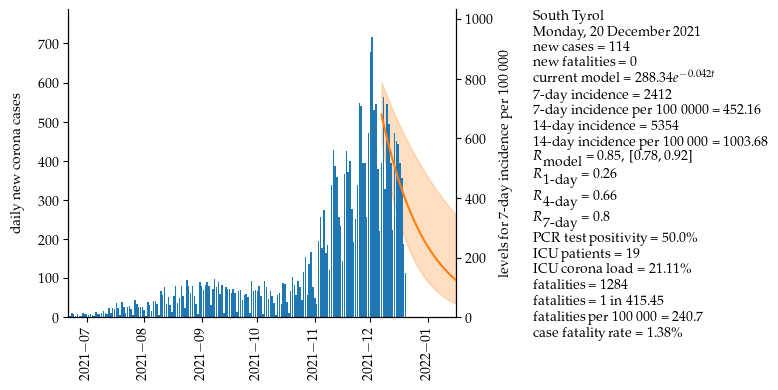 daily new corona cases
0
100
200
300
400
500
600
700
2021−07
2021−08
2021−09
2021−10
2021−11
2021−12
2022−01
0
200
400
600
800
1000
levels for 7-day incidence per 100 000
South Tyrol
Monday, 20 December 2021
new cases = 114
new fatalities = 0
current model = 288.34e^−0.042t
7-day incidence = 2412
7-day incidence per 100 0000 = 452.16
14-day incidence = 5354
14-day incidence per 100 000 = 1003.68
R_model = 0.85, [0.78, 0.92]
R_1-day = 0.26
R_4-day = 0.66
R_7-day = 0.8
PCR test positivity = 50.0%
ICU patients = 19
ICU corona load = 21.11%
fatalities = 1284
fatalities = 1 in 415.45
fatalities per 100 000 = 240.7
case fatality rate = 1.38%